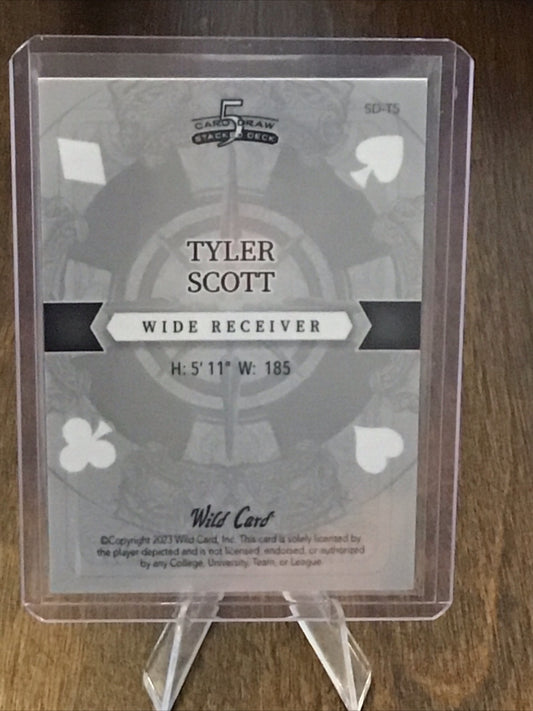 5
CARD DRAW
STACKED DECK
SD-TS
TYLER
SCOTT
WIDE RECEIVER
H: 5' 11" W: 185
Wild Card
©Copyright 2023 Wild Card, Inc. This card is solely licensed by
the player depicted and is not licensed, endorsed, or authorized
by any College, University, Team, or League.